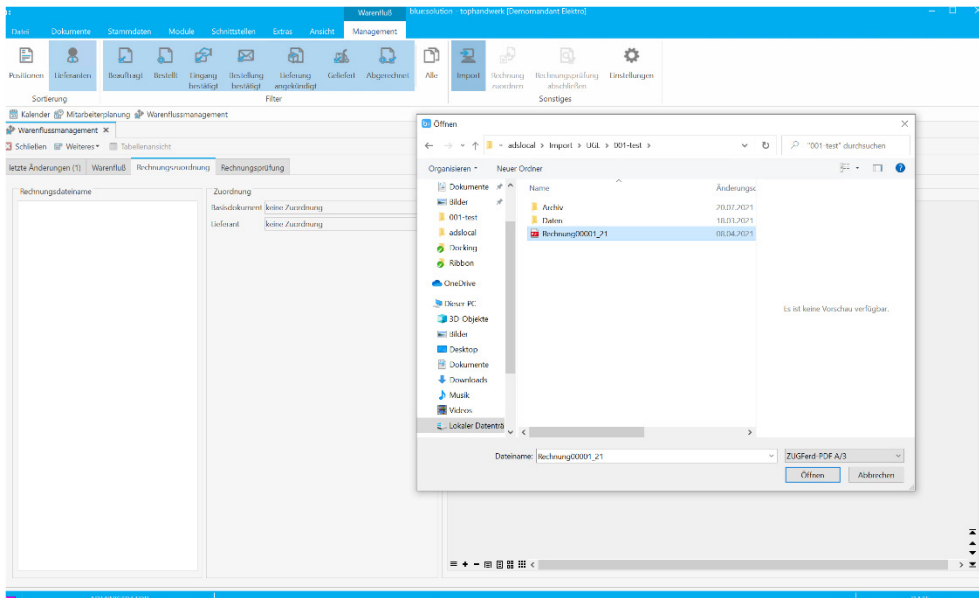 Warenfluß
blue:solution - tophandwerk [Demomandant Elektro]
Datei Dokumente Stammdaten Module Schnittstellen Extras Ansicht Management
Positionen Lieferanten Beauftragt Bestellt Eingang bestätigt Bestellung bestätigt Lieferung angekündigt Geliefert Abgerechnet Alle Import Rechnung zuordnen Rechnungsprüfung abschließen Einstellungen
Sortierung Filter Sonstiges
Kalender Mitarbeiterplanung Warenflussmanagement
Warenflussmanagement
Schließen Weiteres Tabellenansicht
letzte Änderungen (1) Warenfluß Rechnungszuordnung Rechnungsprüfung
Rechnungsdateiname
Zuordnung
Basisdokument keine Zuordnung
Lieferant keine Zuordnung
Öffnen
« adslocal > Import > UGL > 001-test >
"001-test" durchsuchen
Organisieren Neuer Ordner
Dokumente
Bilder
001-test
adslocal
Docking
Ribbon
OneDrive
Dieser PC
3D-Objekte
Bilder
Desktop
Dokumente
Downloads
Musik
Videos
Lokaler Datenträ
Name Änderungsd
Archiv 20.07.2021
Daten 18.03.2021
Rechnung00001_21 08.04.2021
Es ist keine Vorschau verfügbar.
Dateiname: Rechnung00001_21
ZUGFerd-PDF A/3
Öffnen Abbrechen